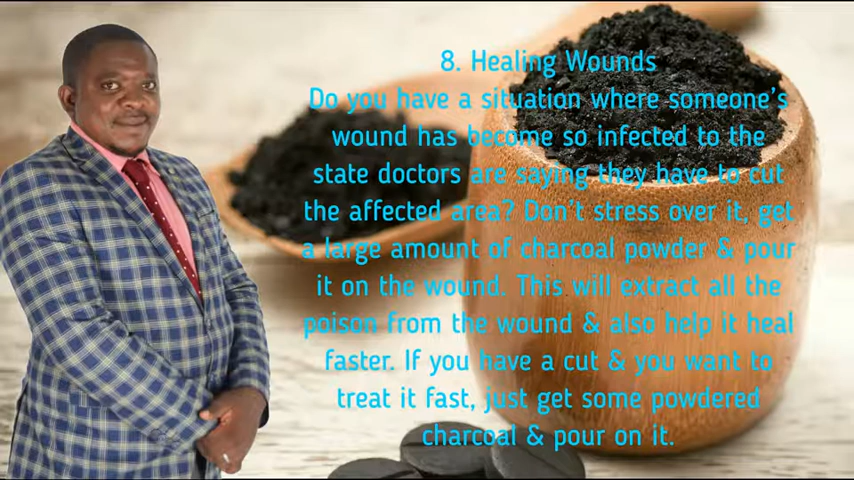 8. Healing Wounds
Do you have a situation where someone's
wound has become so infected to the
state doctors are saying they have to cut
the affected area? Don't stress over it, get
a large amount of charcoal powder & pour
it on the wound. This will extract all the
poison from the wound & also help it heal
faster. If you have a cut & you want to
treat it fast, just get some powdered
charcoal & pour on it.